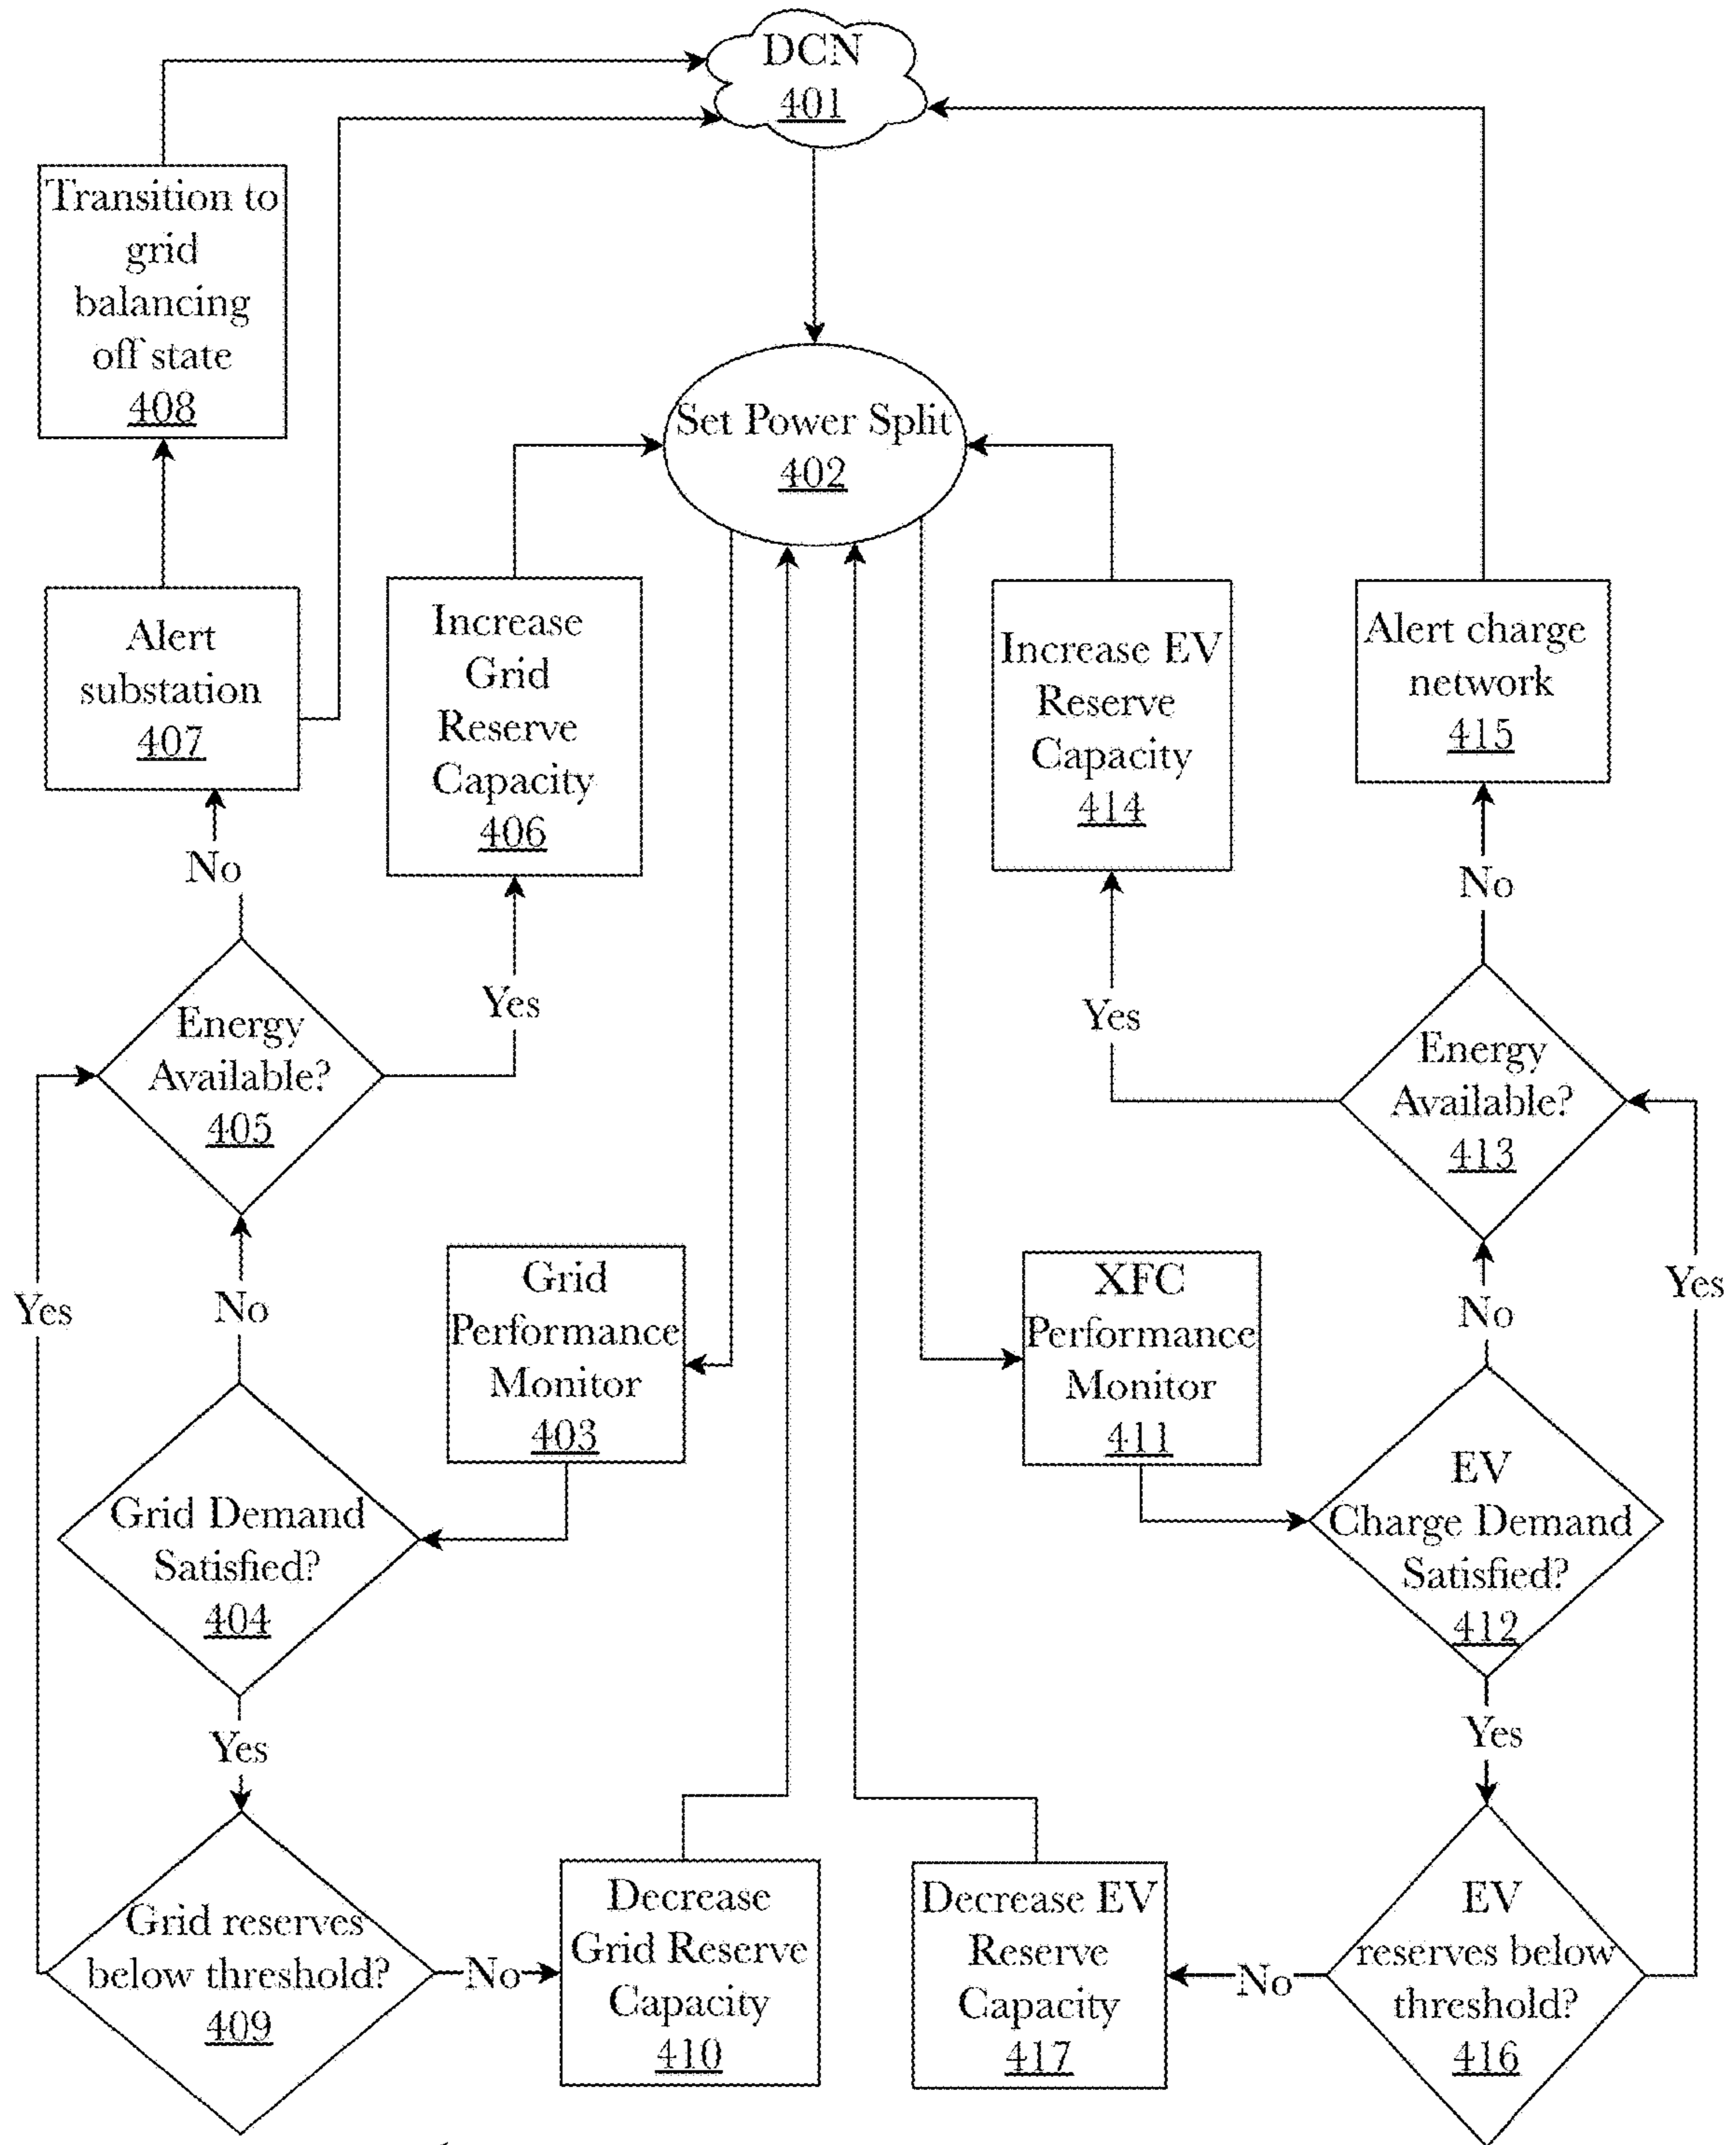 DCN
401
Transition to
grid
balancing
off state
408
Set Power Split
402
Alert
substation
407
Increase
Grid
Reserve
Capacity
406
Increase EV
Reserve
Capacity
414
Alert charge
network
415
No
Yes
Yes
No
Energy
Available?
405
Energy
Available?
413
Yes
No
Grid
Performance
Monitor
403
XFC
Performance
Monitor
411
No
Yes
Grid Demand
Satisfied?
404
EV
Charge Demand
Satisfied?
412
Yes
Yes
Grid reserves
below threshold?
409
No
Decrease
Grid Reserve
Capacity
410
Decrease EV
Reserve
Capacity
417
No
EV
reserves below
threshold?
416